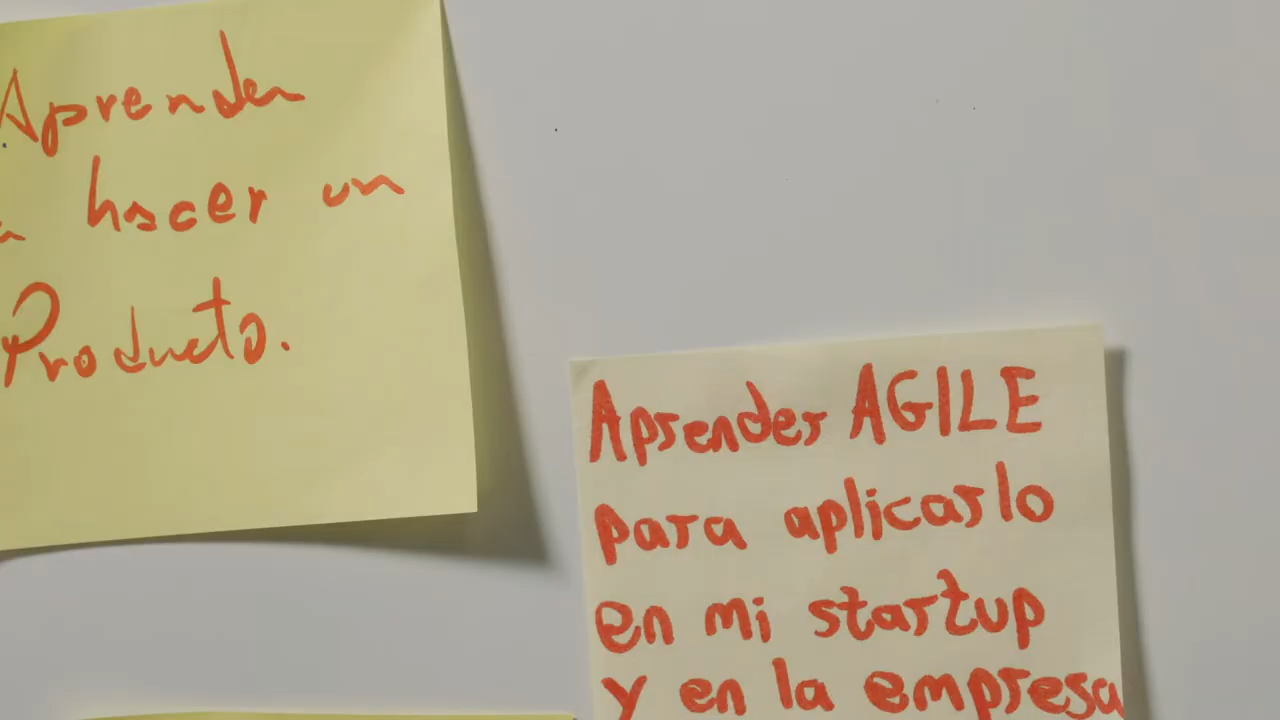 Aprender
a hacer un
Producto.
Aprender AGILE
para aplicarlo
en mi startup
y en la empresa